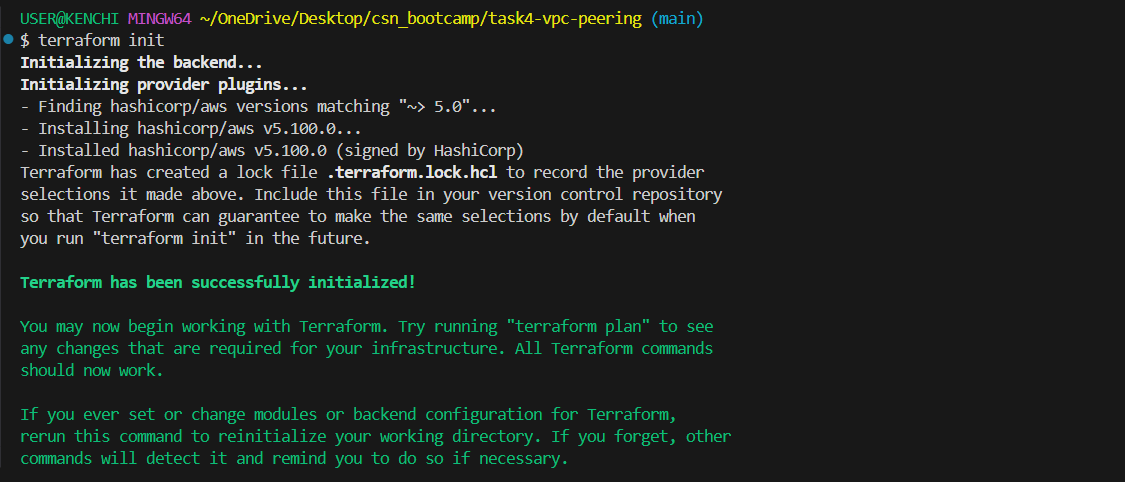 USER@KENCHI MINGW64 ~/OneDrive/Desktop/csn_bootcamp/task4-vpc-peering (main)
$ terraform init
Initializing the backend...
Initializing provider plugins...
- Finding hashicorp/aws versions matching "~> 5.0"...
- Installing hashicorp/aws v5.100.0...
- Installed hashicorp/aws v5.100.0 (signed by HashiCorp)
Terraform has created a lock file .terraform.lock.hcl to record the provider
selections it made above. Include this file in your version control repository
so that Terraform can guarantee to make the same selections by default when
you run "terraform init" in the future.

Terraform has been successfully initialized!

You may now begin working with Terraform. Try running "terraform plan" to see
any changes that are required for your infrastructure. All Terraform commands
should now work.

If you ever set or change modules or backend configuration for Terraform,
rerun this command to reinitialize your working directory. If you forget, other
commands will detect it and remind you to do so if necessary.